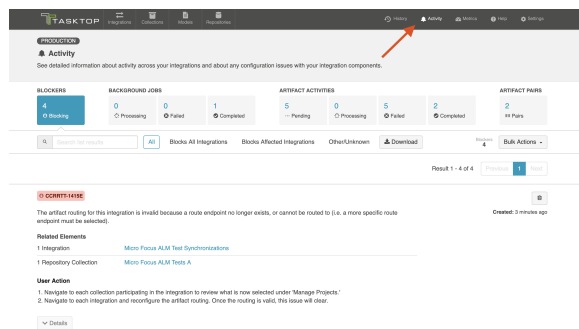 TASKTOP
Integrations
Collections
Models
Repositories
History
Activity
Metrics
Help
Settings
PRODUCTION
Activity
See detailed information about activity across your integrations and about any configuration issues with your integration components.
BLOCKERS
BACKGROUND JOBS
ARTIFACT ACTIVITIES
ARTIFACT PAIRS
4
Blocking
0
Processing
0
Failed
1
Completed
5
Pending
0
Processing
5
Failed
2
Completed
2
Pairs
Search list results
All
Blocks All Integrations
Blocks Affected Integrations
Other/Unknown
Download
Blockers
4
Bulk Actions
Result 1 - 4 of 4
Previous
1
Next
CCRRTT-1415E
The artifact routing for this integration is invalid because a route endpoint no longer exists, or cannot be routed to (i.e. a more specific route
endpoint must be selected).
Created: 3 minutes ago
Related Elements
1 Integration Micro Focus ALM Test Synchronizations
1 Repository Collection Micro Focus ALM Tests A
User Action
1. Navigate to each collection participating in the integration to review what is now selected under 'Manage Projects.'
2. Navigate to each integration and reconfigure the artifact routing. Once the routing is valid, this issue will clear.
Details